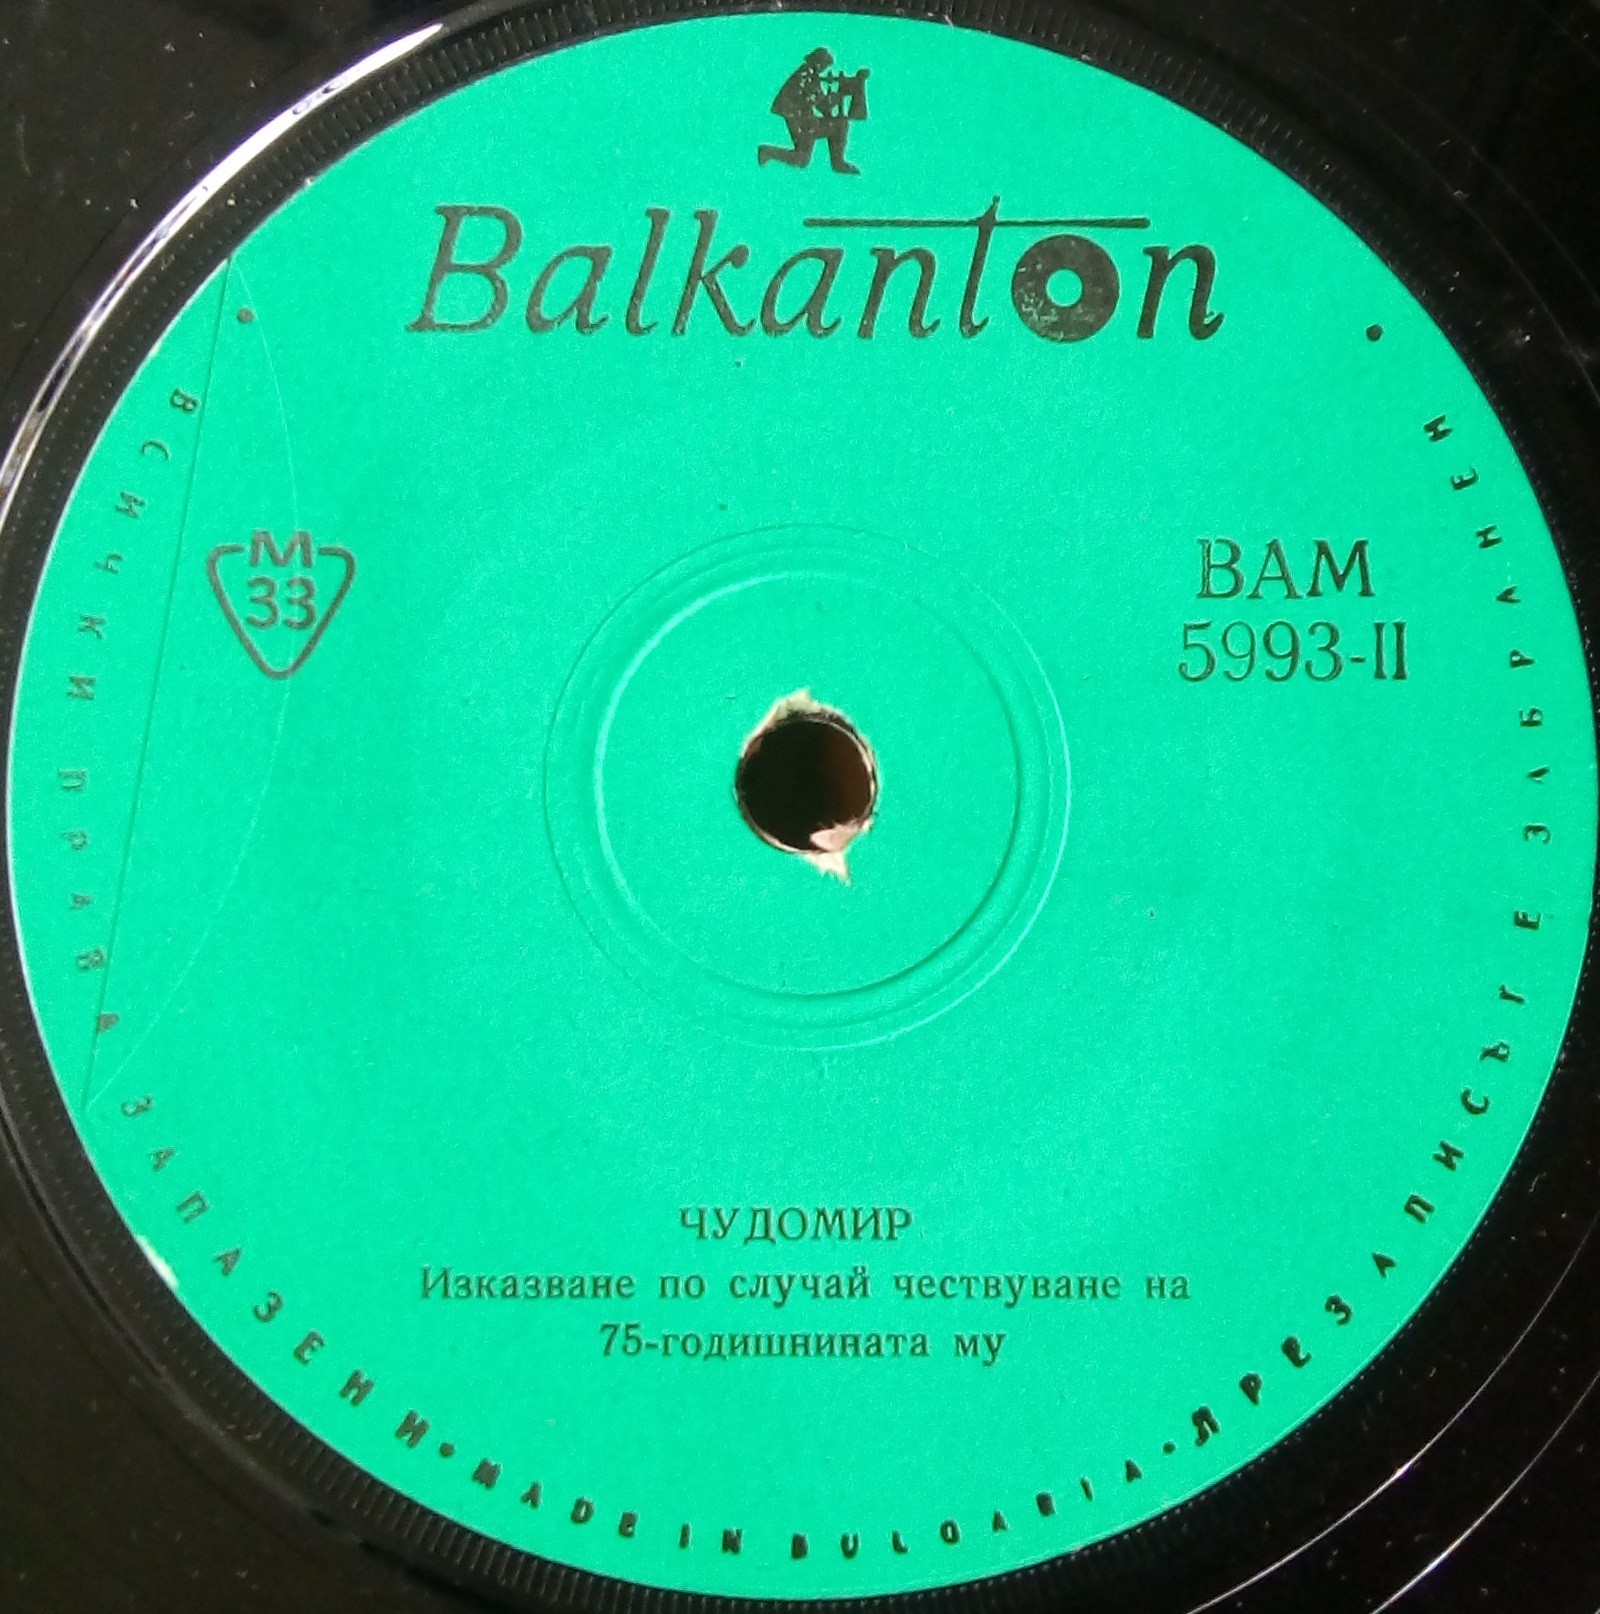 Balkanton
М
33
ВАМ
5993-II
ЧУДОМИР
Изказване по случай чествуване на
75-годишнината му
• ВСИЧКИ ПРАВА ЗАПАЗЕНИ • MADE IN BULGARIA • ПРЕЗАПИСЪТ Е ЗАБРАНЕН •